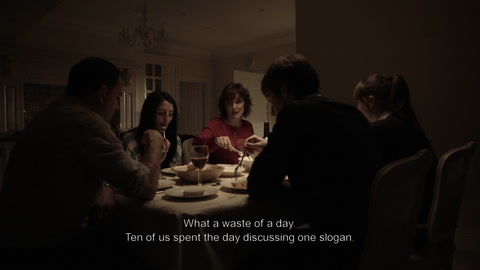 What a waste of a day.
Ten of us spent the day discussing one slogan.